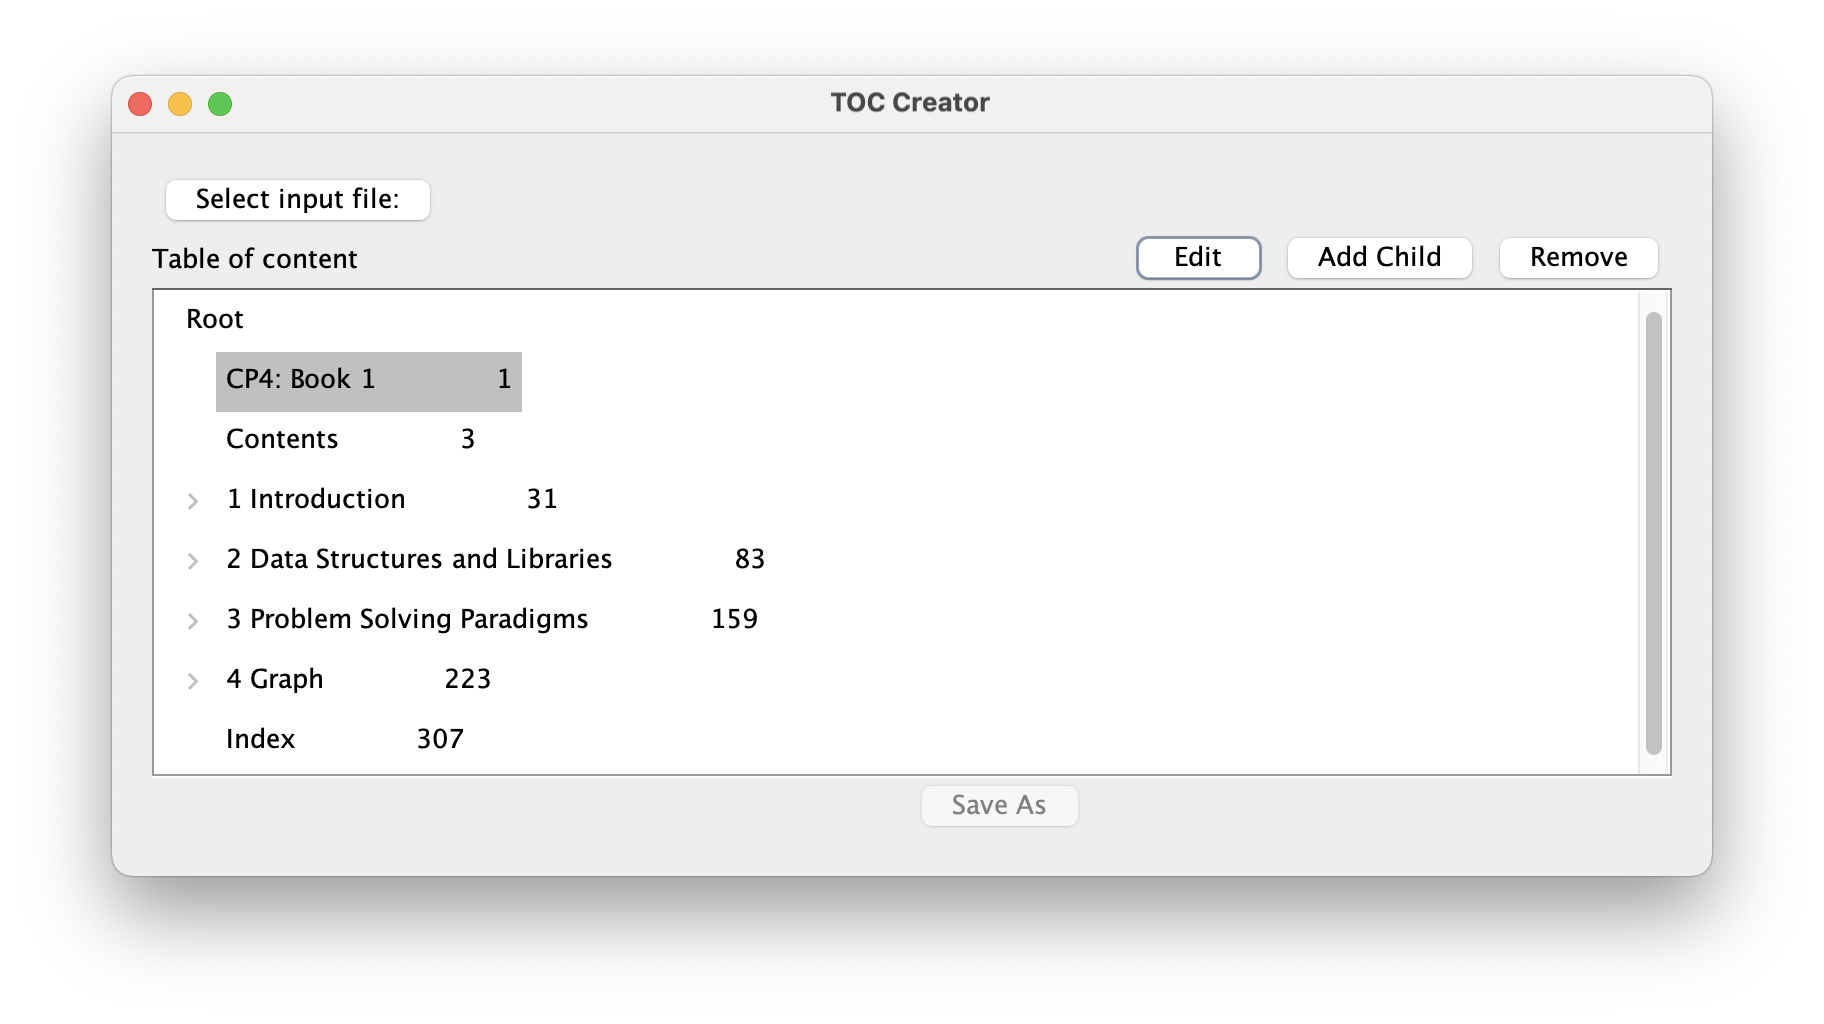 TOC Creator
Select input file:
Table of content
Edit Add Child Remove
Root
CP4: Book 1 1
Contents 3
1 Introduction 31
2 Data Structures and Libraries 83
3 Problem Solving Paradigms 159
4 Graph 223
Index 307
Save As